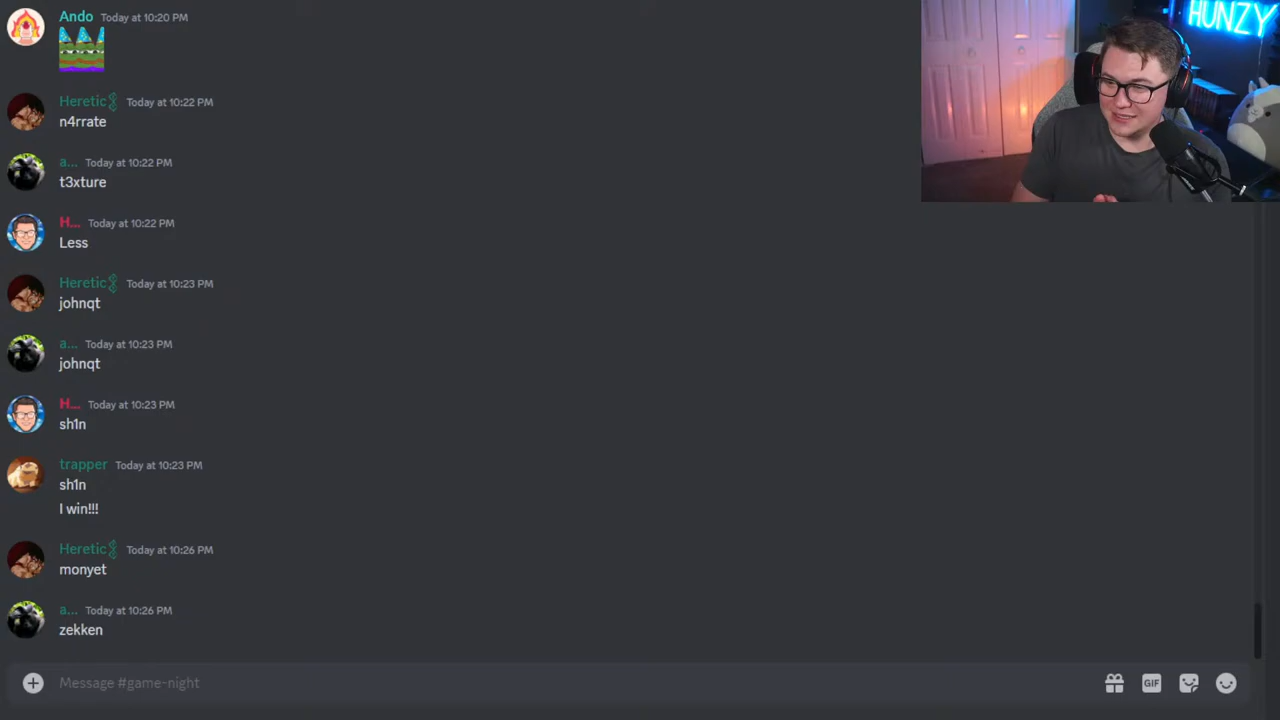 Ando Today at 10:20 PM
HUNZY
Heretic Today at 10:22 PM
n4rrate
a... Today at 10:22 PM
t3xture
H... Today at 10:22 PM
Less
Heretic Today at 10:23 PM
johnqt
a... Today at 10:23 PM
johnqt
H... Today at 10:23 PM
sh1n
trapper Today at 10:23 PM
sh1n
I win!!!
Heretic Today at 10:26 PM
monyet
a... Today at 10:26 PM
zekken
Message #game-night
GIF